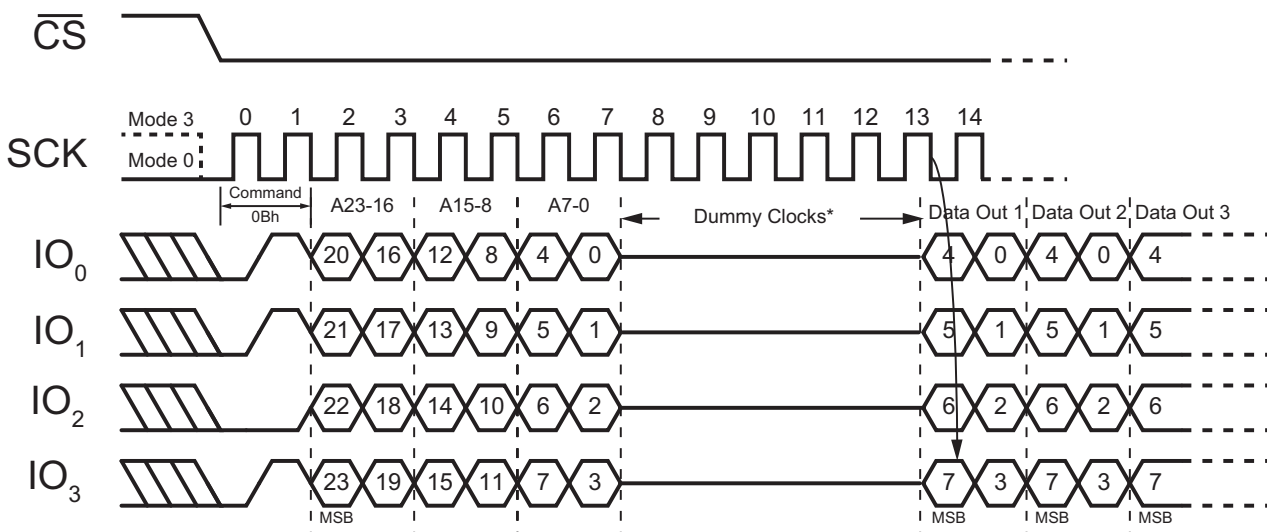 CS
0 1 2 3 4 5 6 7 8 9 10 11 12 13 14
Mode 3
SCK
Mode 0
Command
0Bh
A23-16 A15-8 A7-0 Dummy Clocks* Data Out 1 Data Out 2 Data Out 3
IO0 20 16 12 8 4 0 4 0 4 0 4
IO1 21 17 13 9 5 1 5 1 5 1 5
IO2 22 18 14 10 6 2 6 2 6 2 6
IO3 23 19 15 11 7 3 7 3 7 3 7
MSB MSB MSB MSB